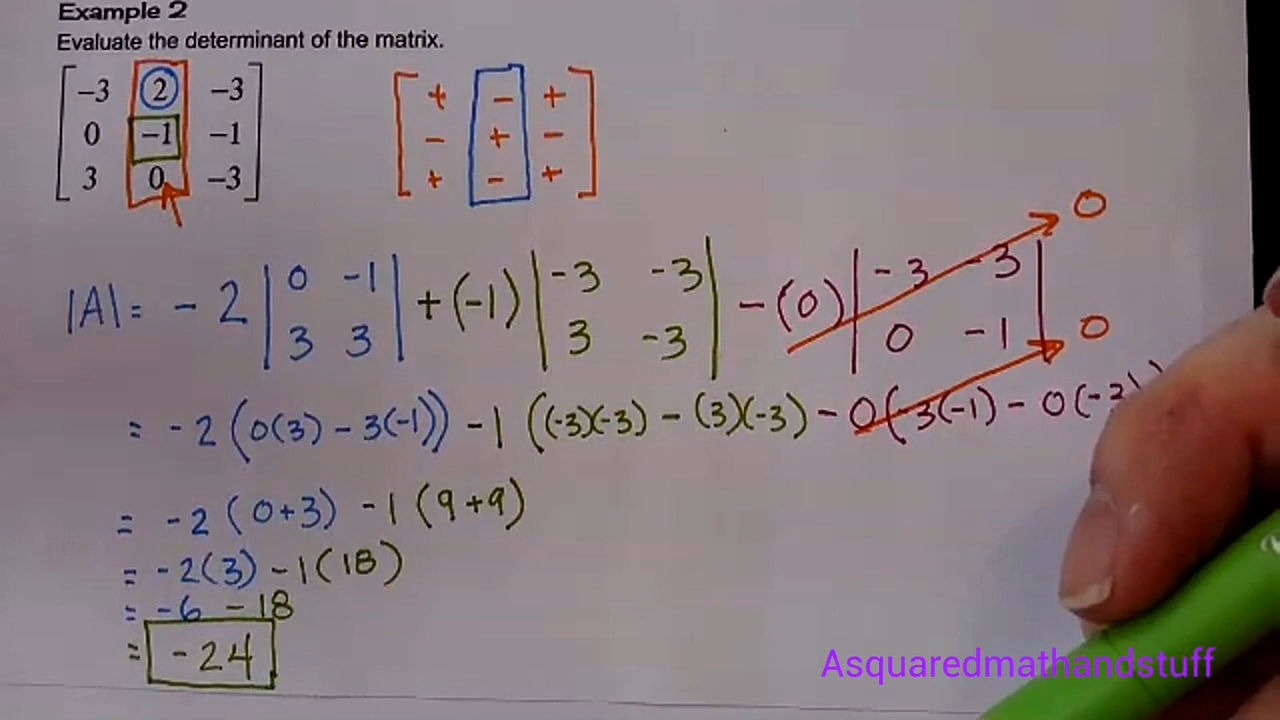 Example 2
Evaluate the determinant of the matrix.
[ -3 2 -3 ] [ + - + ]
[ 0 -1 -1 ] [ - + - ]
[ 3 0 -3 ] [ + - + ]
0
|A| = - 2 | 0 -1 | + (-1) | -3 -3 | - (0) | -3 -3 |
| 3 3 | | 3 -3 | | 0 -1 | 0
= -2 (0(3) - 3(-1)) -1 ((-3)(-3) - (3)(-3) - 0(-3(-1) - 0(-3))
= -2 (0+3) -1 (9+9)
= -2(3) -1(18)
= -6 -18
= -24
Asquaredmathandstuff